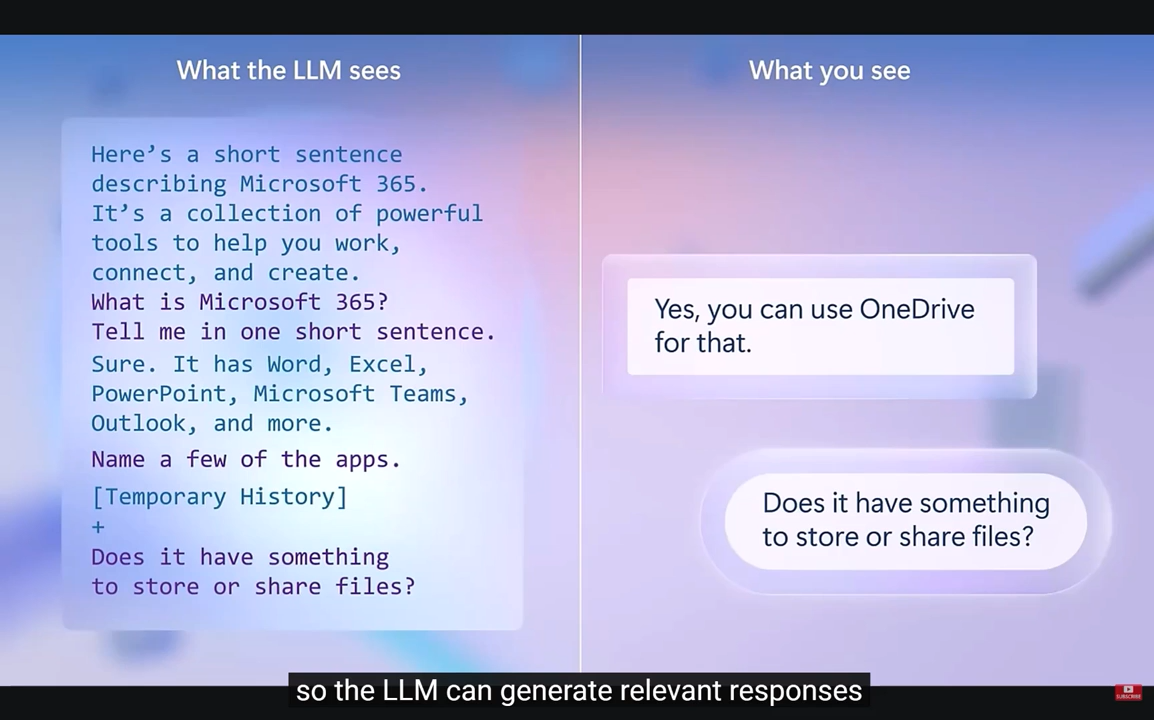 What the LLM sees
Here’s a short sentence
describing Microsoft 365.
It’s a collection of powerful
tools to help you work,
connect, and create.
What is Microsoft 365?
Tell me in one short sentence.
Sure. It has Word, Excel,
PowerPoint, Microsoft Teams,
Outlook, and more.
Name a few of the apps.
[Temporary History]
+
Does it have something
to store or share files?
What you see
Yes, you can use OneDrive
for that.
Does it have something
to store or share files?
so the LLM can generate relevant responses
SUBSCRIBE